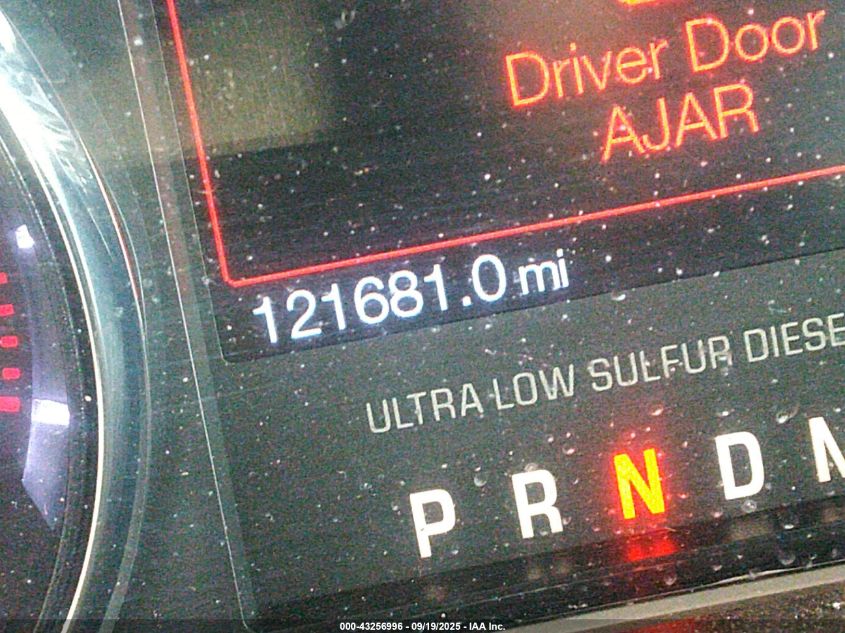 Driver Door
AJAR
121681.0 mi
ULTRA LOW SULFUR DIESE
P R N D
000-43256996 - 09/19/2025 - IAA Inc.